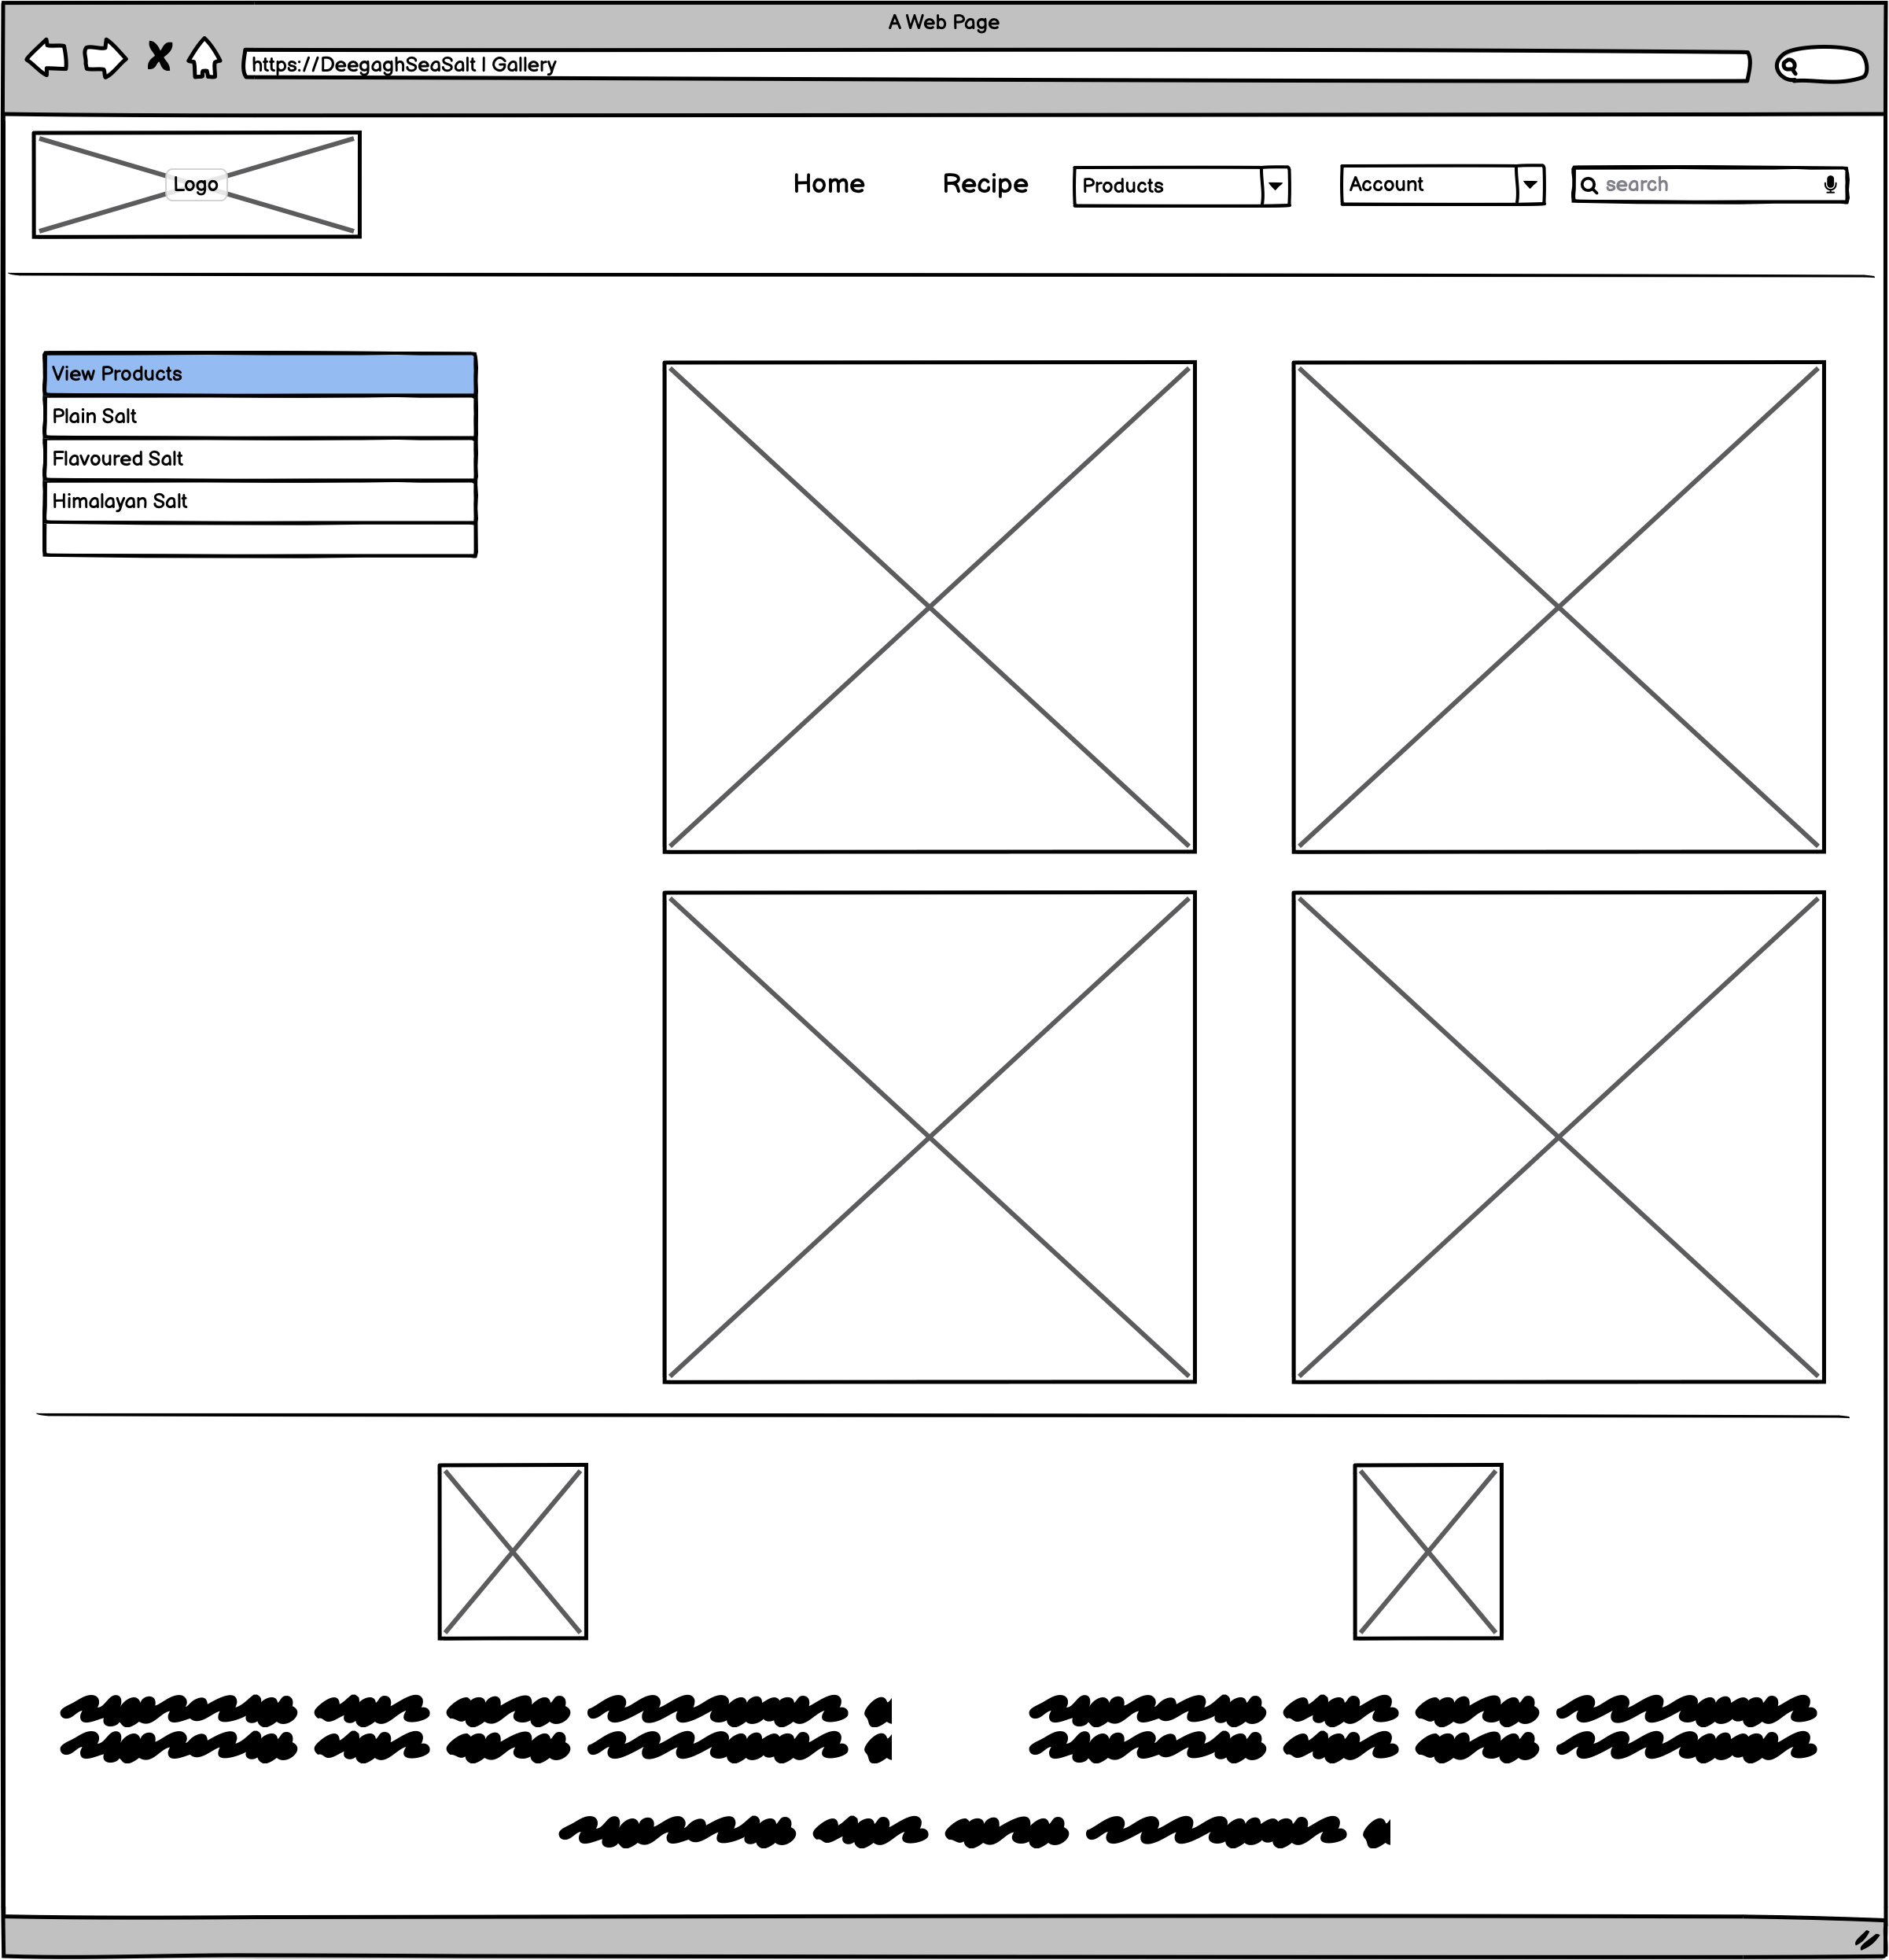 A Web Page
https://DeegaghSeaSalt | Gallery
Logo
Home
Recipe
Products
Account
search
View Products
Plain Salt
Flavoured Salt
Himalayan Salt